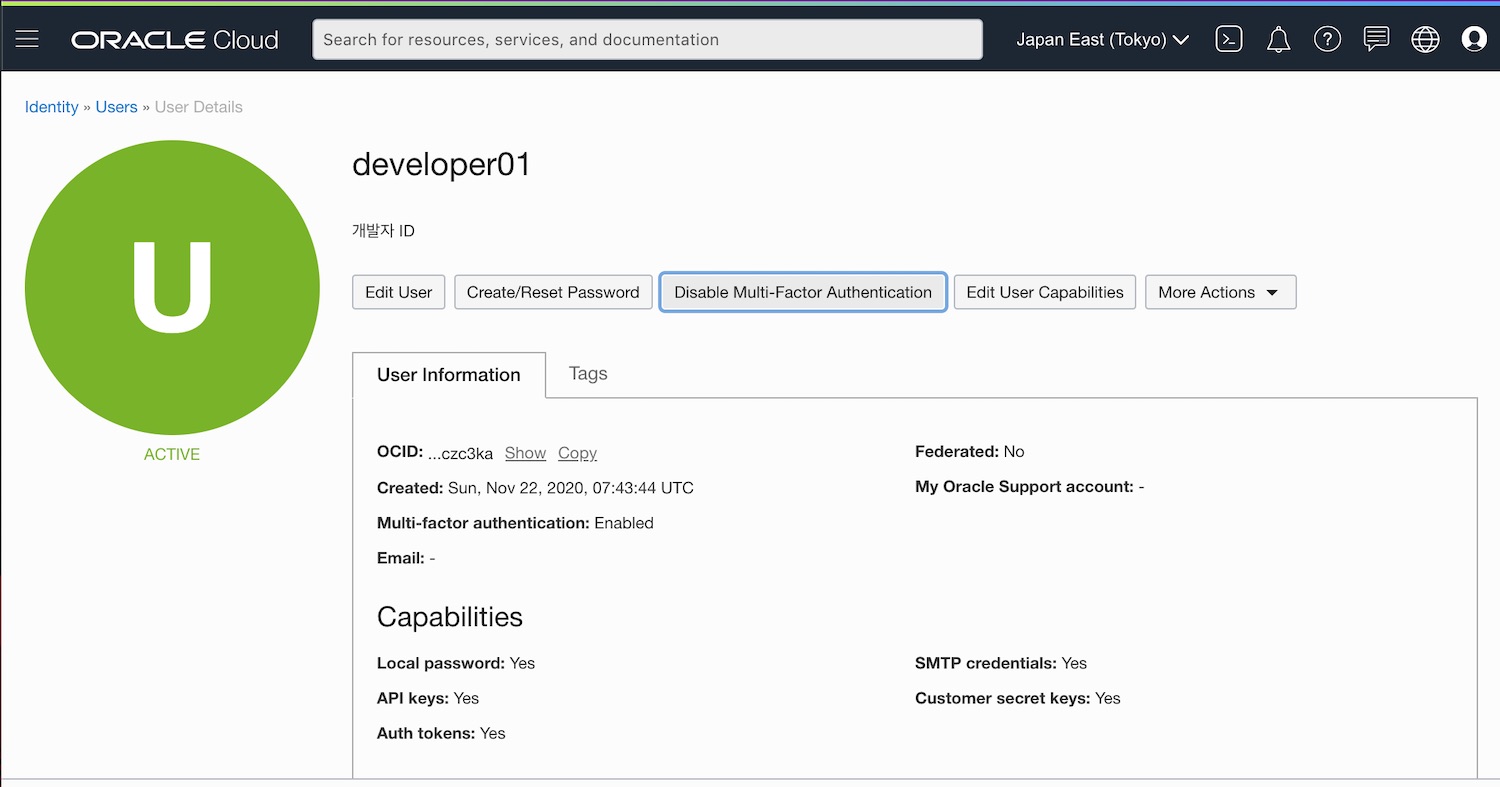 ORACLE Cloud
Search for resources, services, and documentation
Japan East (Tokyo)
Identity » Users » User Details
U
ACTIVE
developer01
개발자 ID
Edit User
Create/Reset Password
Disable Multi-Factor Authentication
Edit User Capabilities
More Actions
User Information
Tags
OCID: ...czc3ka Show Copy
Created: Sun, Nov 22, 2020, 07:43:44 UTC
Multi-factor authentication: Enabled
Email: -
Federated: No
My Oracle Support account: -
Capabilities
Local password: Yes
API keys: Yes
Auth tokens: Yes
SMTP credentials: Yes
Customer secret keys: Yes